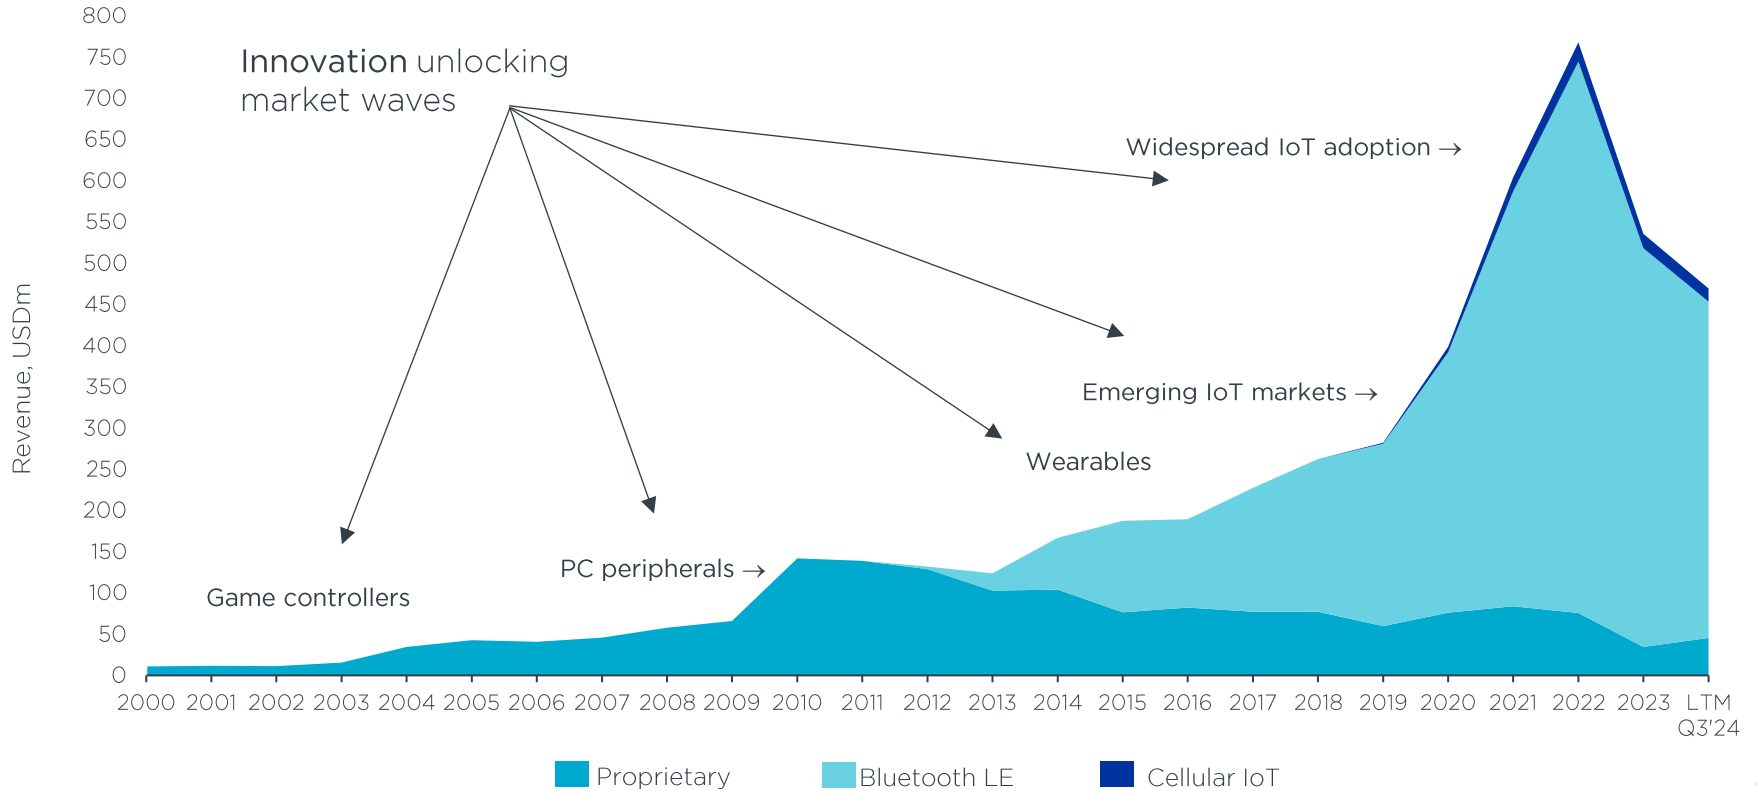 800
750
700
650
600
550
500
450
400
350
300
250
200
150
100
50
0
Revenue, USDm
Innovation unlocking
market waves
Widespread IoT adoption →
Emerging IoT markets →
Wearables
PC peripherals →
Game controllers
2000 2001 2002 2003 2004 2005 2006 2007 2008 2009 2010 2011 2012 2013 2014 2015 2016 2017 2018 2019 2020 2021 2022 2023 LTM
Q3'24
Proprietary Bluetooth LE Cellular IoT